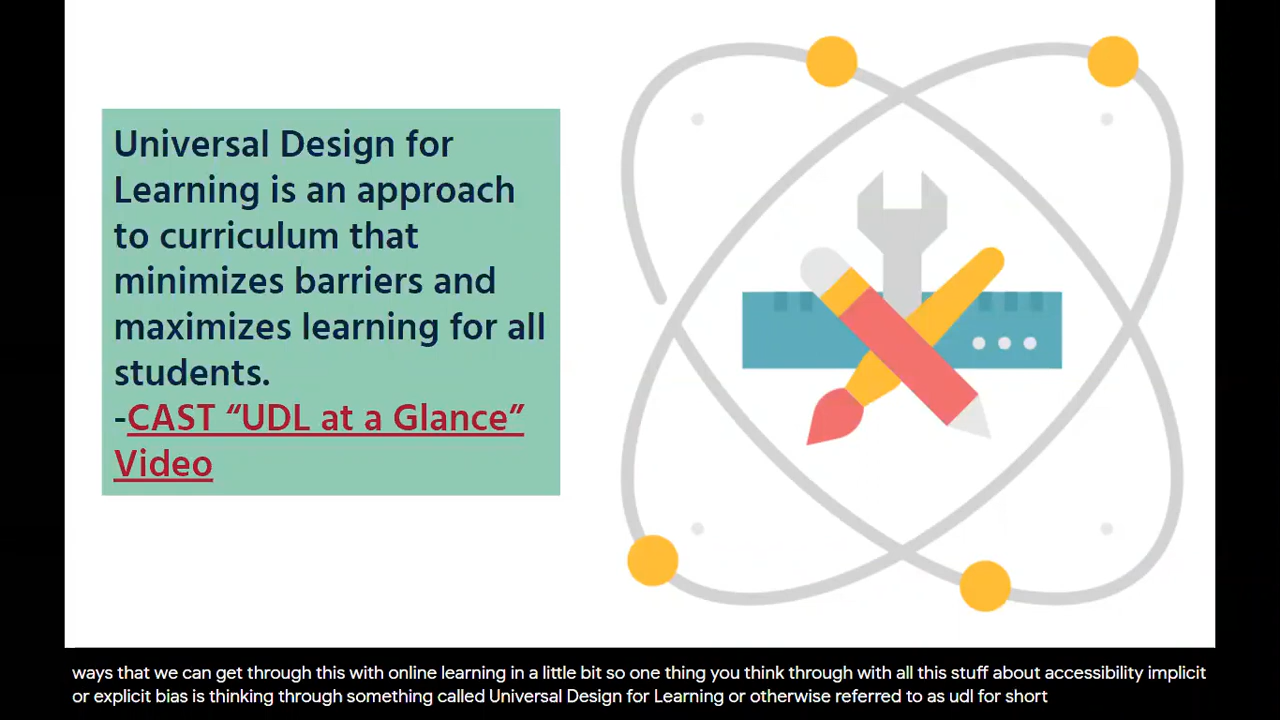 Universal Design for
Learning is an approach
to curriculum that
minimizes barriers and
maximizes learning for all
students.
-CAST “UDL at a Glance”
Video
ways that we can get through this with online learning in a little bit so one thing you think through with all this stuff about accessibility implicit
or explicit bias is thinking through something called Universal Design for Learning or otherwise referred to as udl for short